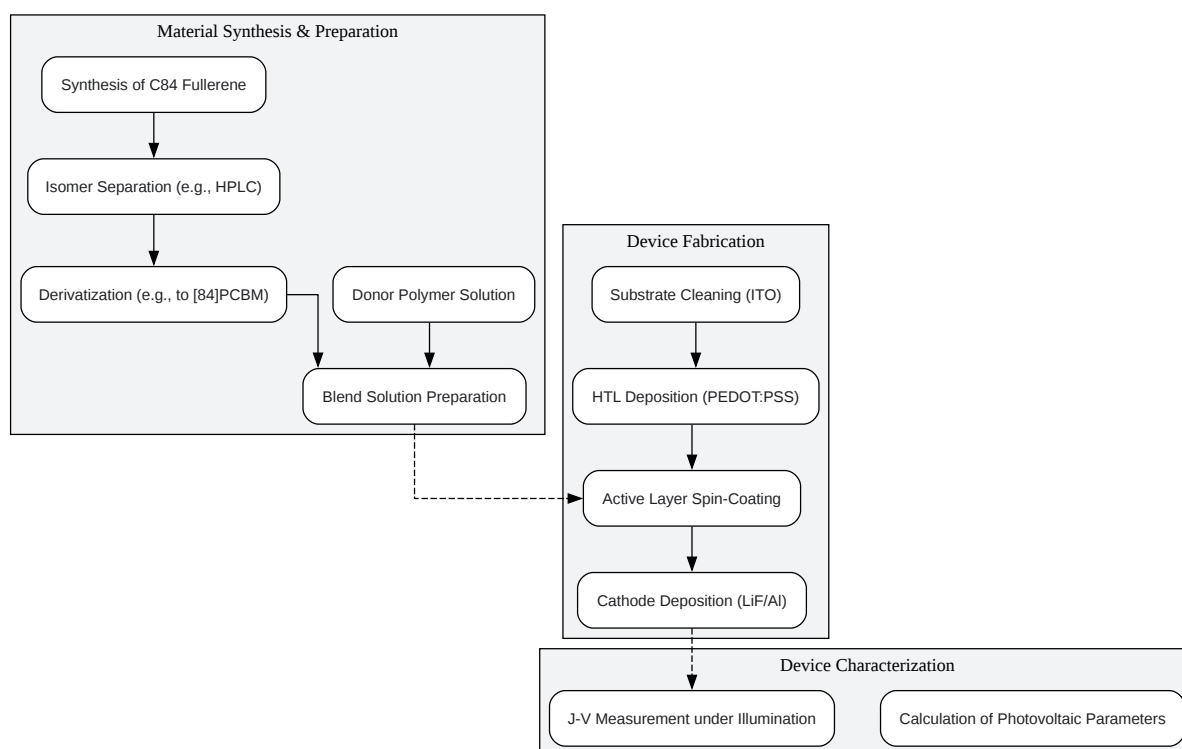 Material Synthesis & Preparation
Synthesis of C84 Fullerene
Isomer Separation (e.g., HPLC)
Derivatization (e.g., to [84]PCBM)
Donor Polymer Solution
Blend Solution Preparation
Device Fabrication
Substrate Cleaning (ITO)
HTL Deposition (PEDOT:PSS)
Active Layer Spin-Coating
Cathode Deposition (LiF/Al)
Device Characterization
J-V Measurement under Illumination
Calculation of Photovoltaic Parameters